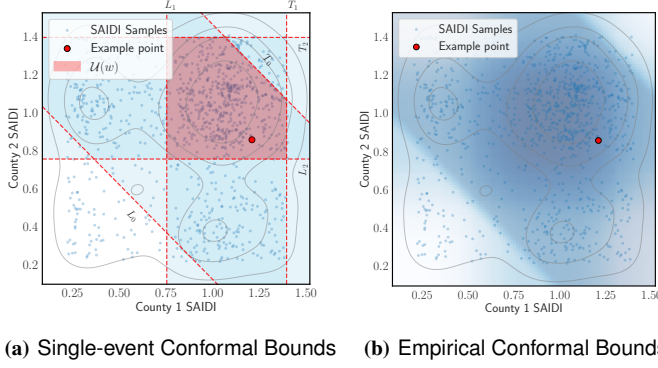 L₁
T₁
SAIDI Samples
Example point
𝒰(w)
T₂
T₀
L₂
L₀
1.4
1.2
1.0
0.8
0.6
0.4
0.2
County 2 SAIDI
0.25
0.50
0.75
1.00
1.25
1.50
County 1 SAIDI
SAIDI Samples
Example point
1.4
1.2
1.0
0.8
0.6
0.4
0.2
County 2 SAIDI
0.25
0.50
0.75
1.00
1.25
1.50
County 1 SAIDI
(a) Single-event Conformal Bounds
(b) Empirical Conformal Bounds